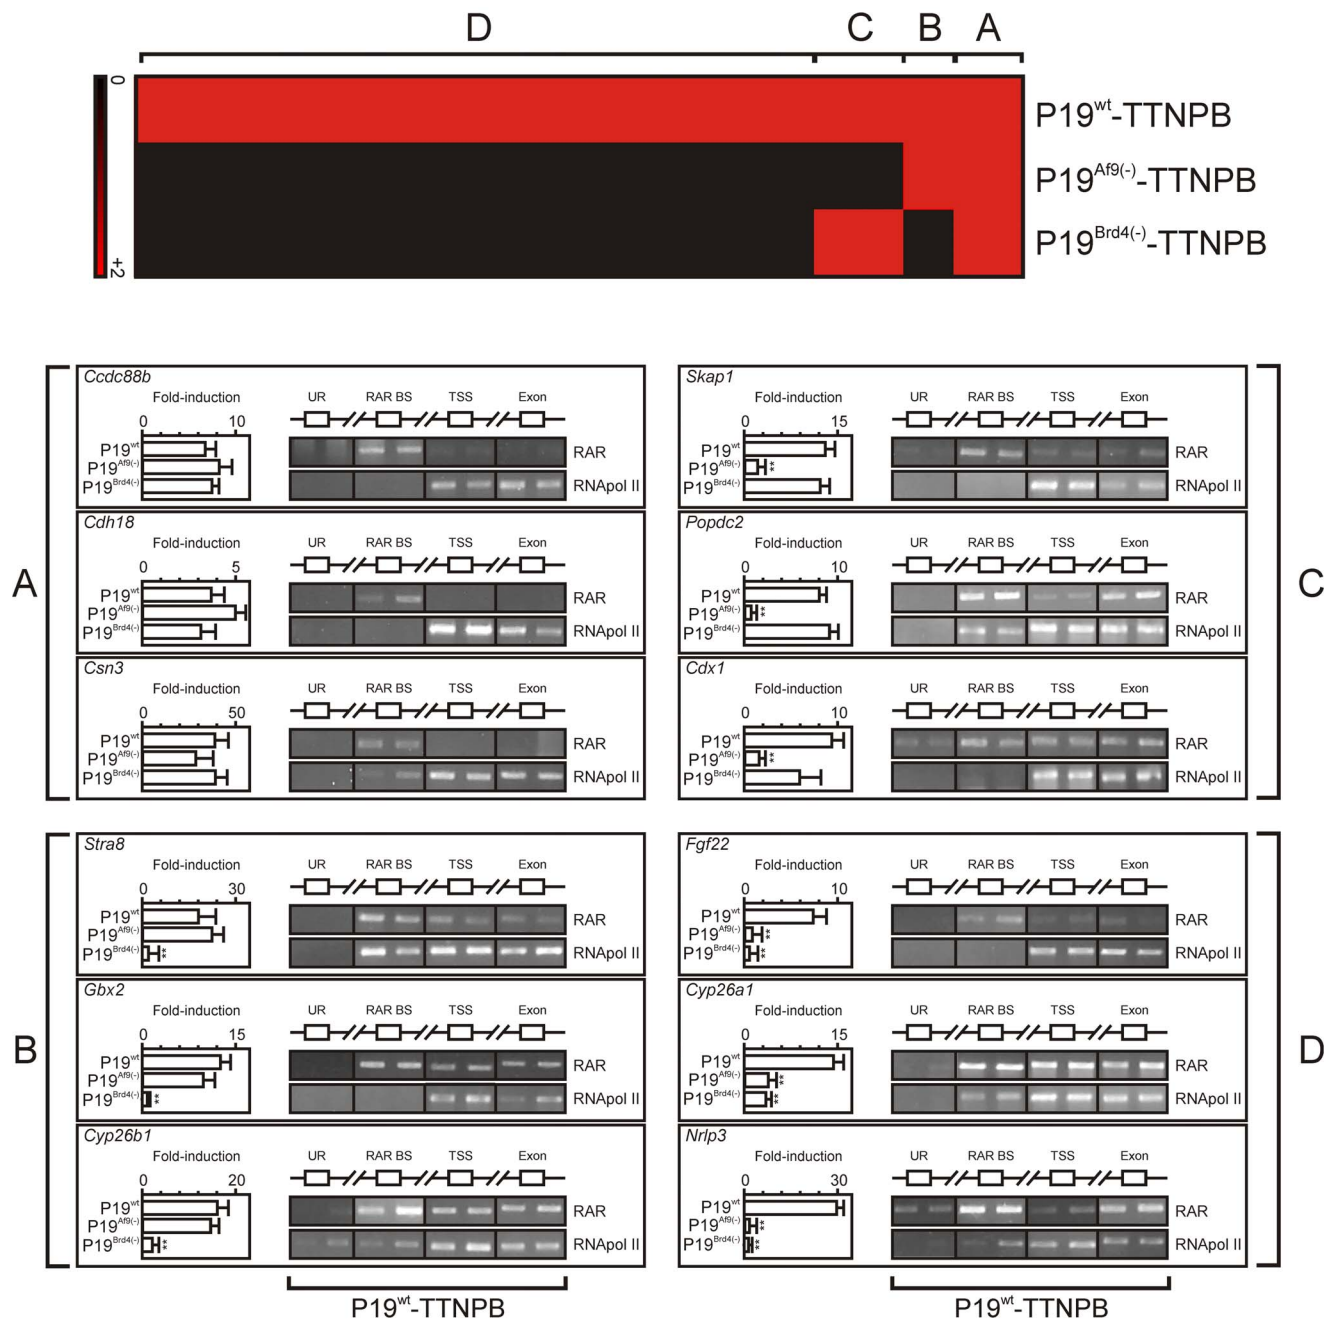 D C B A
0
+2
P19wt-TTNPB
P19Af9(-)-TTNPB
P19Brd4(-)-TTNPB
A
Ccdc88b
Fold-induction
0 10
P19wt
P19Af9(-)
P19Brd4(-)
UR RAR BS TSS Exon
RAR
RNApol II
Cdh18
Fold-induction
0 5
P19wt
P19Af9(-)
P19Brd4(-)
UR RAR BS TSS Exon
RAR
RNApol II
Csn3
Fold-induction
0 50
P19wt
P19Af9(-)
P19Brd4(-)
UR RAR BS TSS Exon
RAR
RNApol II
C
Skap1
Fold-induction
0 15
P19wt
P19Af9(-) **
P19Brd4(-)
UR RAR BS TSS Exon
RAR
RNApol II
Popdc2
Fold-induction
0 10
P19wt
P19Af9(-) **
P19Brd4(-)
UR RAR BS TSS Exon
RAR
RNApol II
Cdx1
Fold-induction
0 10
P19wt
P19Af9(-) **
P19Brd4(-)
UR RAR BS TSS Exon
RAR
RNApol II
B
Stra8
Fold-induction
0 30
P19wt
P19Af9(-)
P19Brd4(-) **
UR RAR BS TSS Exon
RAR
RNApol II
Gbx2
Fold-induction
0 15
P19wt
P19Af9(-)
P19Brd4(-) **
UR RAR BS TSS Exon
RAR
RNApol II
Cyp26b1
Fold-induction
0 20
P19wt
P19Af9(-)
P19Brd4(-) **
UR RAR BS TSS Exon
RAR
RNApol II
P19wt-TTNPB
D
Fgf22
Fold-induction
0 10
P19wt
P19Af9(-) **
P19Brd4(-) **
UR RAR BS TSS Exon
RAR
RNApol II
Cyp26a1
Fold-induction
0 15
P19wt
P19Af9(-) **
P19Brd4(-) **
UR RAR BS TSS Exon
RAR
RNApol II
Nrlp3
Fold-induction
0 30
P19wt
P19Af9(-) **
P19Brd4(-) **
UR RAR BS TSS Exon
RAR
RNApol II
P19wt-TTNPB